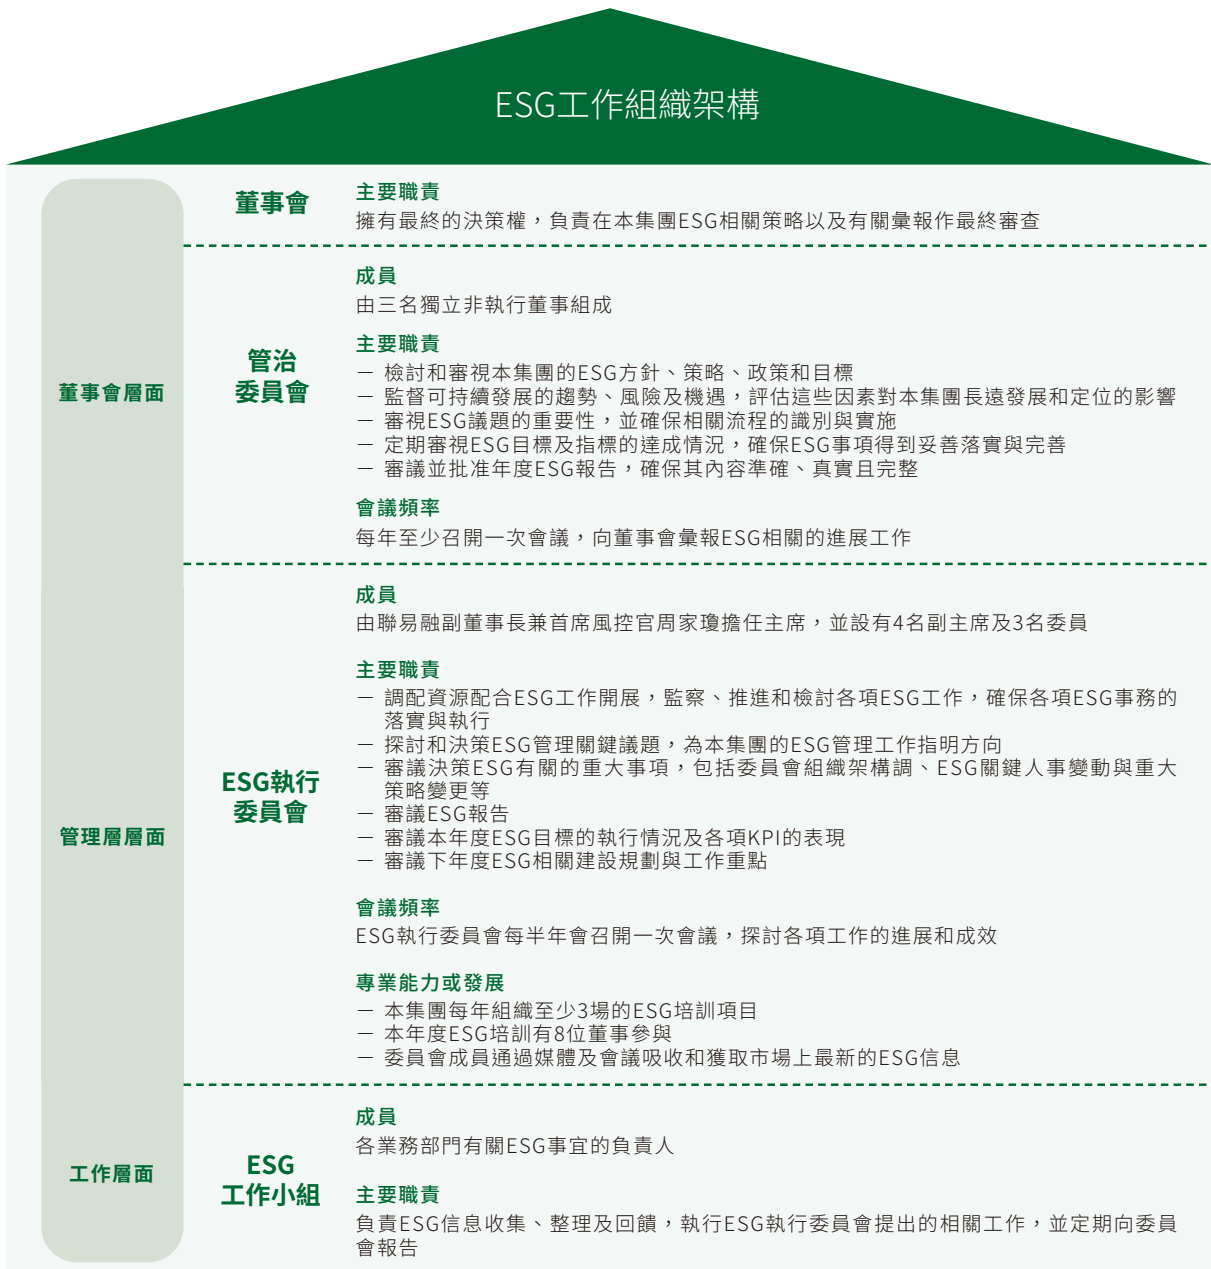 ESG工作組織架構
董事會層面
董事會
主要職責
擁有最終的決策權，負責在本集團ESG相關策略以及有關彙報作最終審查
管治
委員會
成員
由三名獨立非執行董事組成
主要職責
－ 檢討和審視本集團的ESG方針、策略、政策和目標
－ 監督可持續發展的趨勢、風險及機遇，評估這些因素對本集團長遠發展和定位的影響
－ 審視ESG議題的重要性，並確保相關流程的識別與實施
－ 定期審視ESG目標及指標的達成情況，確保ESG事項得到妥善落實與完善
－ 審議並批准年度ESG報告，確保其內容準確、真實且完整
會議頻率
每年至少召開一次會議，向董事會彙報ESG相關的進展工作
管理層層面
ESG執行
委員會
成員
由聯易融副董事長兼首席風控官周家瓊擔任主席，並設有4名副主席及3名委員
主要職責
－ 調配資源配合ESG工作開展，監察、推進和檢討各項ESG工作，確保各項ESG事務的
落實與執行
－ 探討和決策ESG管理關鍵議題，為本集團的ESG管理工作指明方向
－ 審議決策ESG有關的重大事項，包括委員會組織架構調、ESG關鍵人事變動與重大
策略變更等
－ 審議ESG報告
－ 審議本年度ESG目標的執行情況及各項KPI的表現
－ 審議下年度ESG相關建設規劃與工作重點
會議頻率
ESG執行委員會每半年會召開一次會議，探討各項工作的進展和成效
專業能力或發展
－ 本集團每年組織至少3場的ESG培訓項目
－ 本年度ESG培訓有8位董事參與
－ 委員會成員通過媒體及會議吸收和獲取市場上最新的ESG信息
工作層面
ESG
工作小組
成員
各業務部門有關ESG事宜的負責人
主要職責
負責ESG信息收集、整理及回饋，執行ESG執行委員會提出的相關工作，並定期向委員
會報告